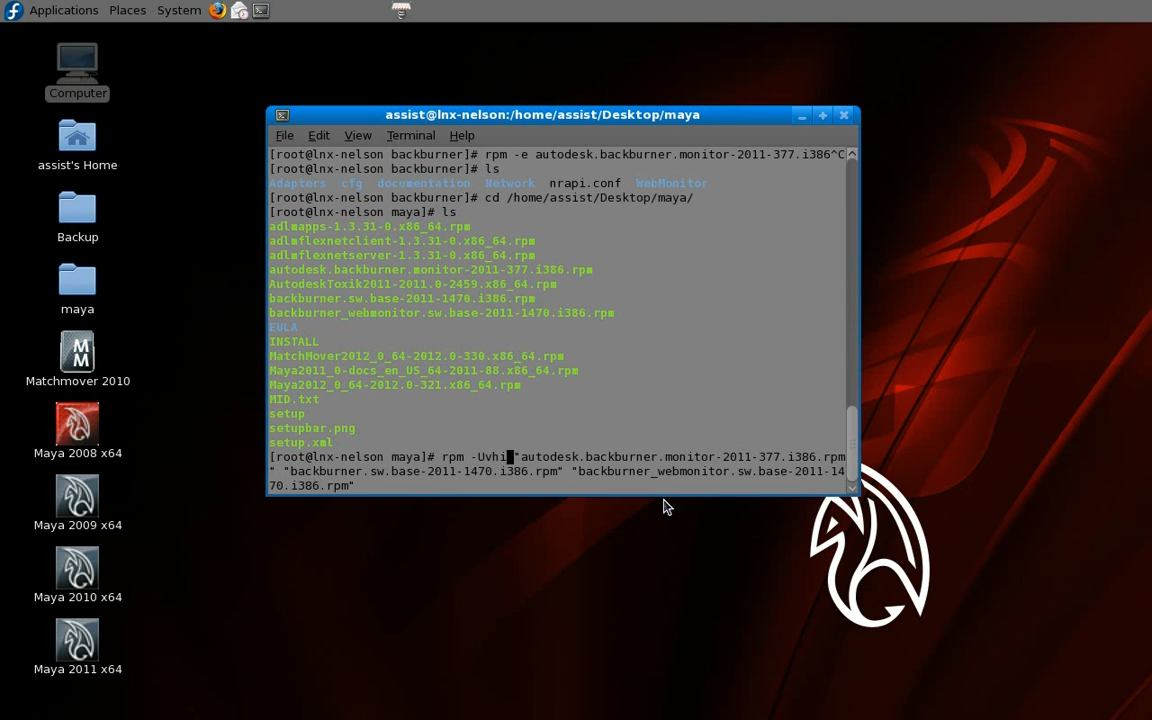 Applications Places System
Computer
assist's Home
Backup
maya
Matchmover 2010
Maya 2008 x64
Maya 2009 x64
Maya 2010 x64
Maya 2011 x64
assist@lnx-nelson:/home/assist/Desktop/maya
File Edit View Terminal Help
[root@lnx-nelson backburner]# rpm -e autodesk.backburner.monitor-2011-377.i386^C
[root@lnx-nelson backburner]# ls
Adapters cfg documentation Network nrapi.conf WebMonitor
[root@lnx-nelson backburner]# cd /home/assist/Desktop/maya/
[root@lnx-nelson maya]# ls
adlmapps-1.3.31-0.x86_64.rpm
adlmflexnetclient-1.3.31-0.x86_64.rpm
adlmflexnetserver-1.3.31-0.x86_64.rpm
autodesk.backburner.monitor-2011-377.i386.rpm
AutodeskToxik2011-2011.0-2459.x86_64.rpm
backburner.sw.base-2011-1470.i386.rpm
backburner_webmonitor.sw.base-2011-1470.i386.rpm
EULA
INSTALL
MatchMover2012_0_64-2012.0-330.x86_64.rpm
Maya2011_0-docs_en_US_64-2011-88.x86_64.rpm
Maya2012_0_64-2012.0-321.x86_64.rpm
MID.txt
setup
setupbar.png
setup.xml
[root@lnx-nelson maya]# rpm -Uvhi "autodesk.backburner.monitor-2011-377.i386.rpm
" "backburner.sw.base-2011-1470.i386.rpm" "backburner_webmonitor.sw.base-2011-14
70.i386.rpm"